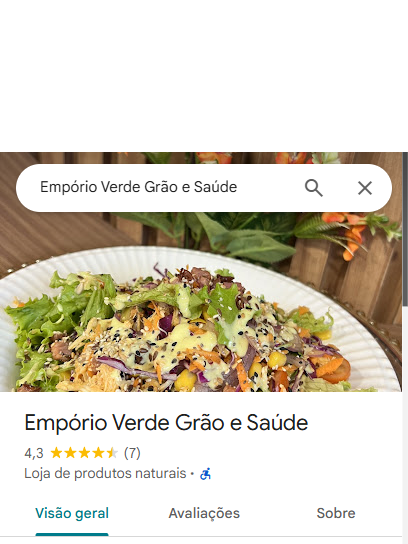 Empório Verde Grão e Saúde
Empório Verde Grão e Saúde
4,3 (7)
Loja de produtos naturais ·
Visão geral Avaliações Sobre